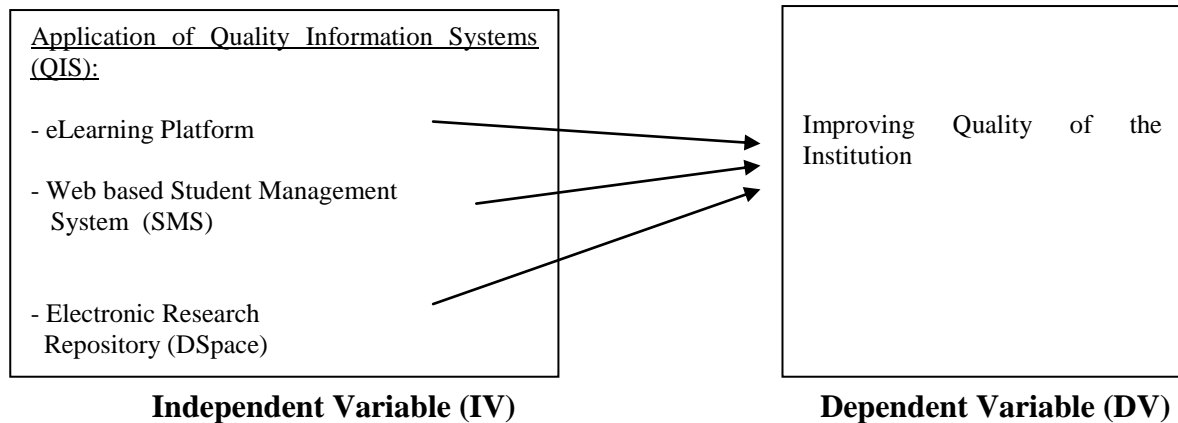 Application of Quality Information Systems
(QIS):
- eLearning Platform
- Web based Student Management
System (SMS)
- Electronic Research
Repository (DSpace)
Improving Quality of the
Institution
Independent Variable (IV)
Dependent Variable (DV)